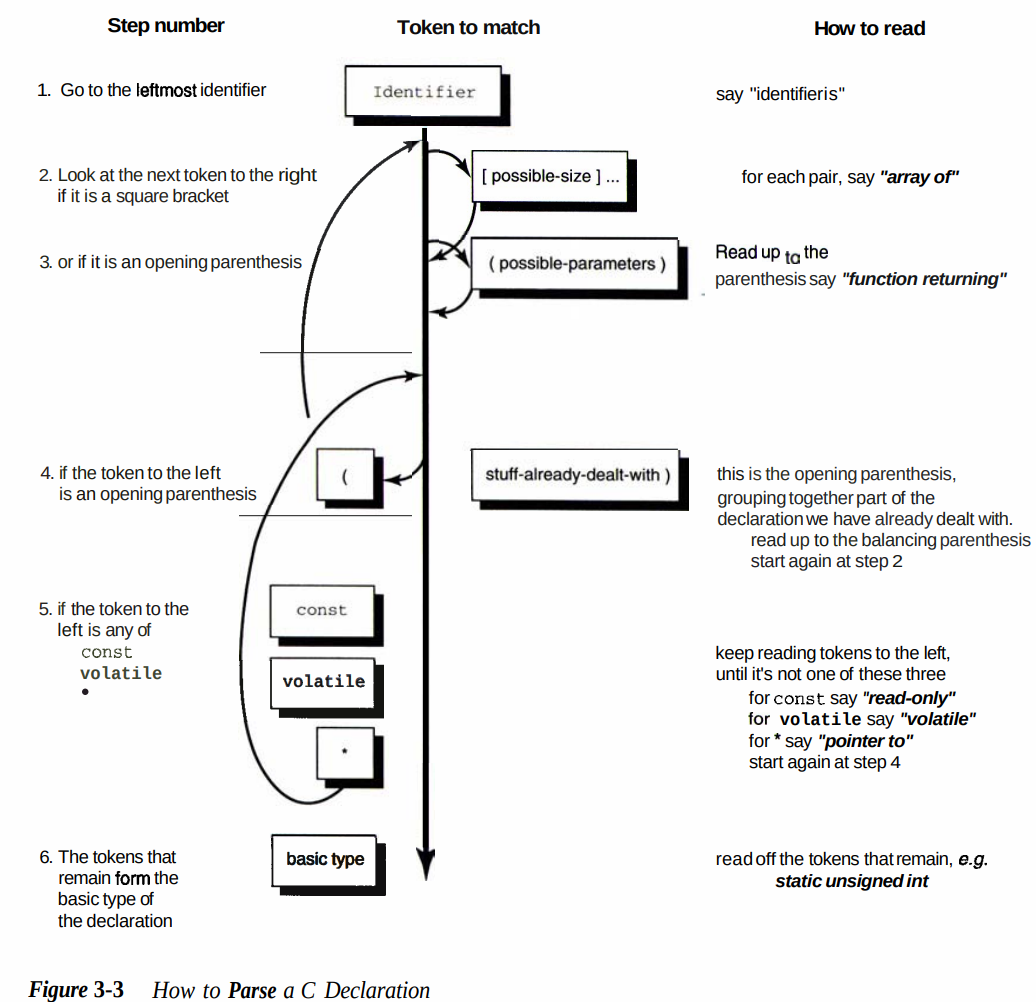 Step number
Token to match
How to read
1. Go to the leftmost identifier
Identifier
say "identifieris"
2. Look at the next token to the right
if it is a square bracket
[ possible-size ] ...
for each pair, say "array of"
3. or if it is an opening parenthesis
( possible-parameters )
Read up to the
parenthesis say "function returning"
4. if the token to the left
is an opening parenthesis
(
stuff-already-dealt-with )
this is the opening parenthesis,
grouping together part of the
declaration we have already dealt with.
read up to the balancing parenthesis
start again at step 2
5. if the token to the
left is any of
const
volatile
•
const
volatile
*
keep reading tokens to the left,
until it's not one of these three
for const say "read-only"
for volatile say "volatile"
for * say "pointer to"
start again at step 4
6. The tokens that
remain form the
basic type of
the declaration
basic type
read off the tokens that remain, e.g.
static unsigned int
Figure 3-3 How to Parse a C Declaration